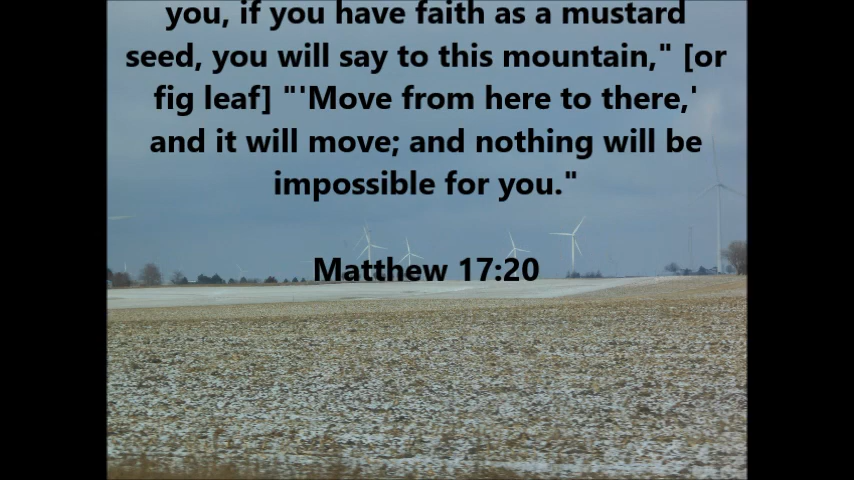 you, if you have faith as a mustard
seed, you will say to this mountain," [or
fig leaf] "'Move from here to there,'
and it will move; and nothing will be
impossible for you."
Matthew 17:20